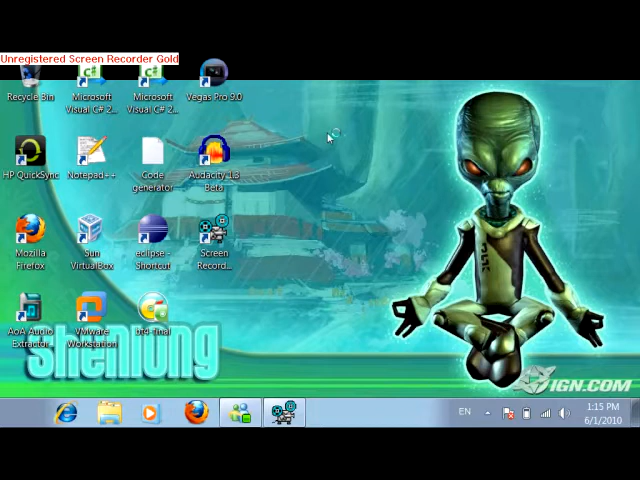 Unregistered Screen Recorder Gold
Recycle Bin
Microsoft
Visual C# 2...
Microsoft
Visual C# 2...
Vegas Pro 9.0
HP QuickSync
Notepad++
Code
generator
Audacity 1.3
Beta
Mozilla
Firefox
Sun
VirtualBox
eclipse -
Shortcut
Screen
Record...
AoA Audio
Extractor...
VMware
Workstation
bf4-final
shenlong
IGN.COM
EN
1:15 PM
6/1/2010